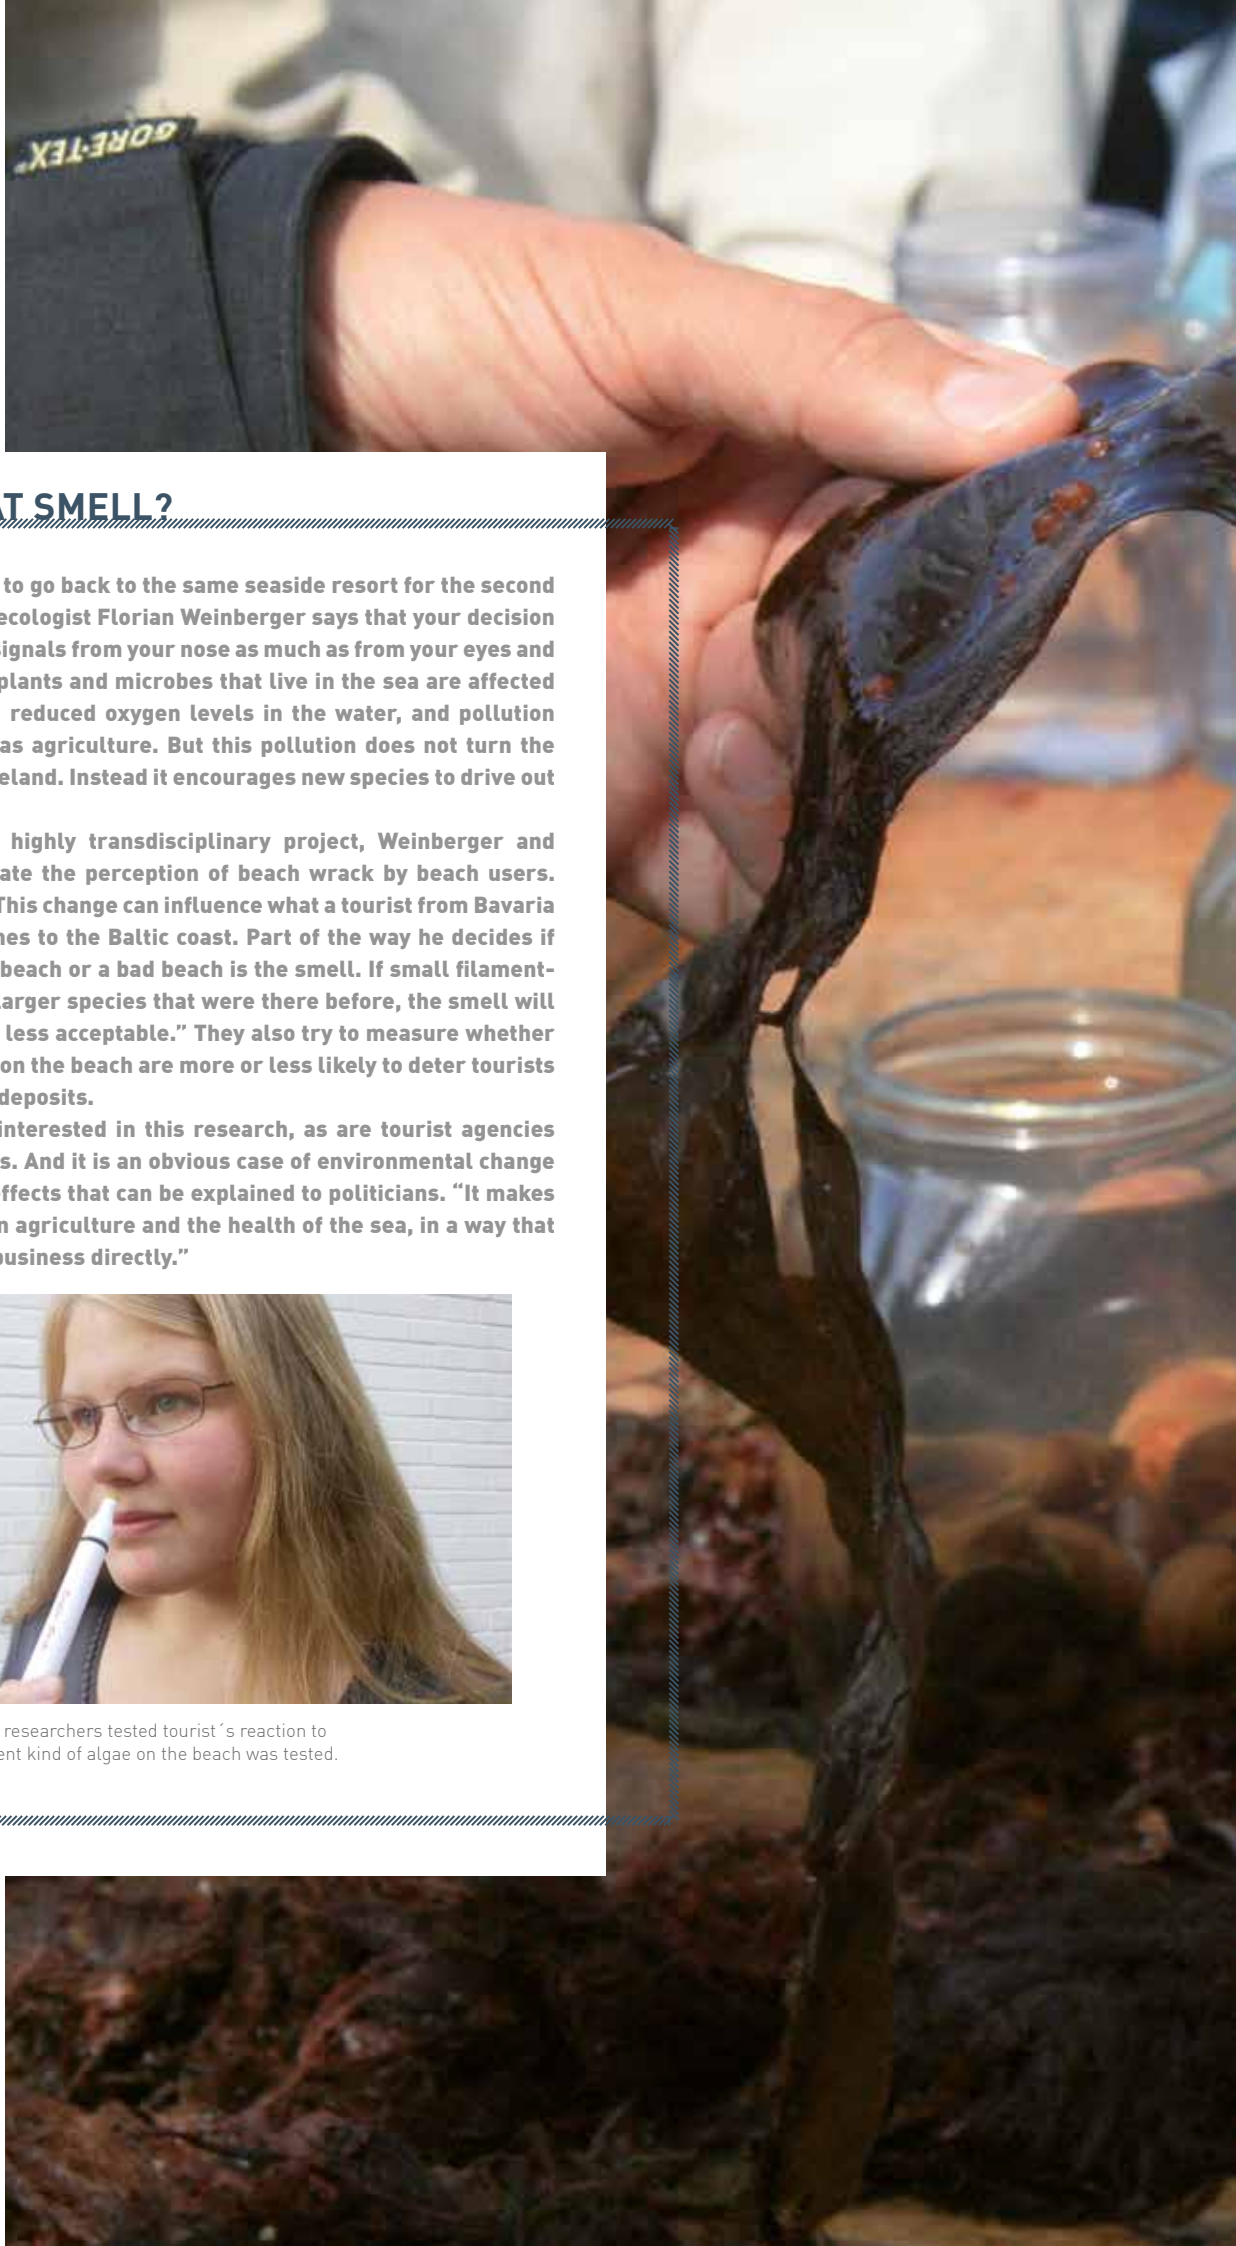 GORE-TEX
AT SMELL?
to go back to the same seaside resort for the second
ecologist Florian Weinberger says that your decision
signals from your nose as much as from your eyes and
plants and microbes that live in the sea are affected
reduced oxygen levels in the water, and pollution
as agriculture. But this pollution does not turn the
eland. Instead it encourages new species to drive out
highly transdisciplinary project, Weinberger and
ate the perception of beach wrack by beach users.
This change can influence what a tourist from Bavaria
nes to the Baltic coast. Part of the way he decides if
beach or a bad beach is the smell. If small filament-
larger species that were there before, the smell will
less acceptable.” They also try to measure whether
on the beach are more or less likely to deter tourists
deposits.
interested in this research, as are tourist agencies
s. And it is an obvious case of environmental change
effects that can be explained to politicians. “It makes
n agriculture and the health of the sea, in a way that
business directly.”
researchers tested tourist´s reaction to
ent kind of algae on the beach was tested.